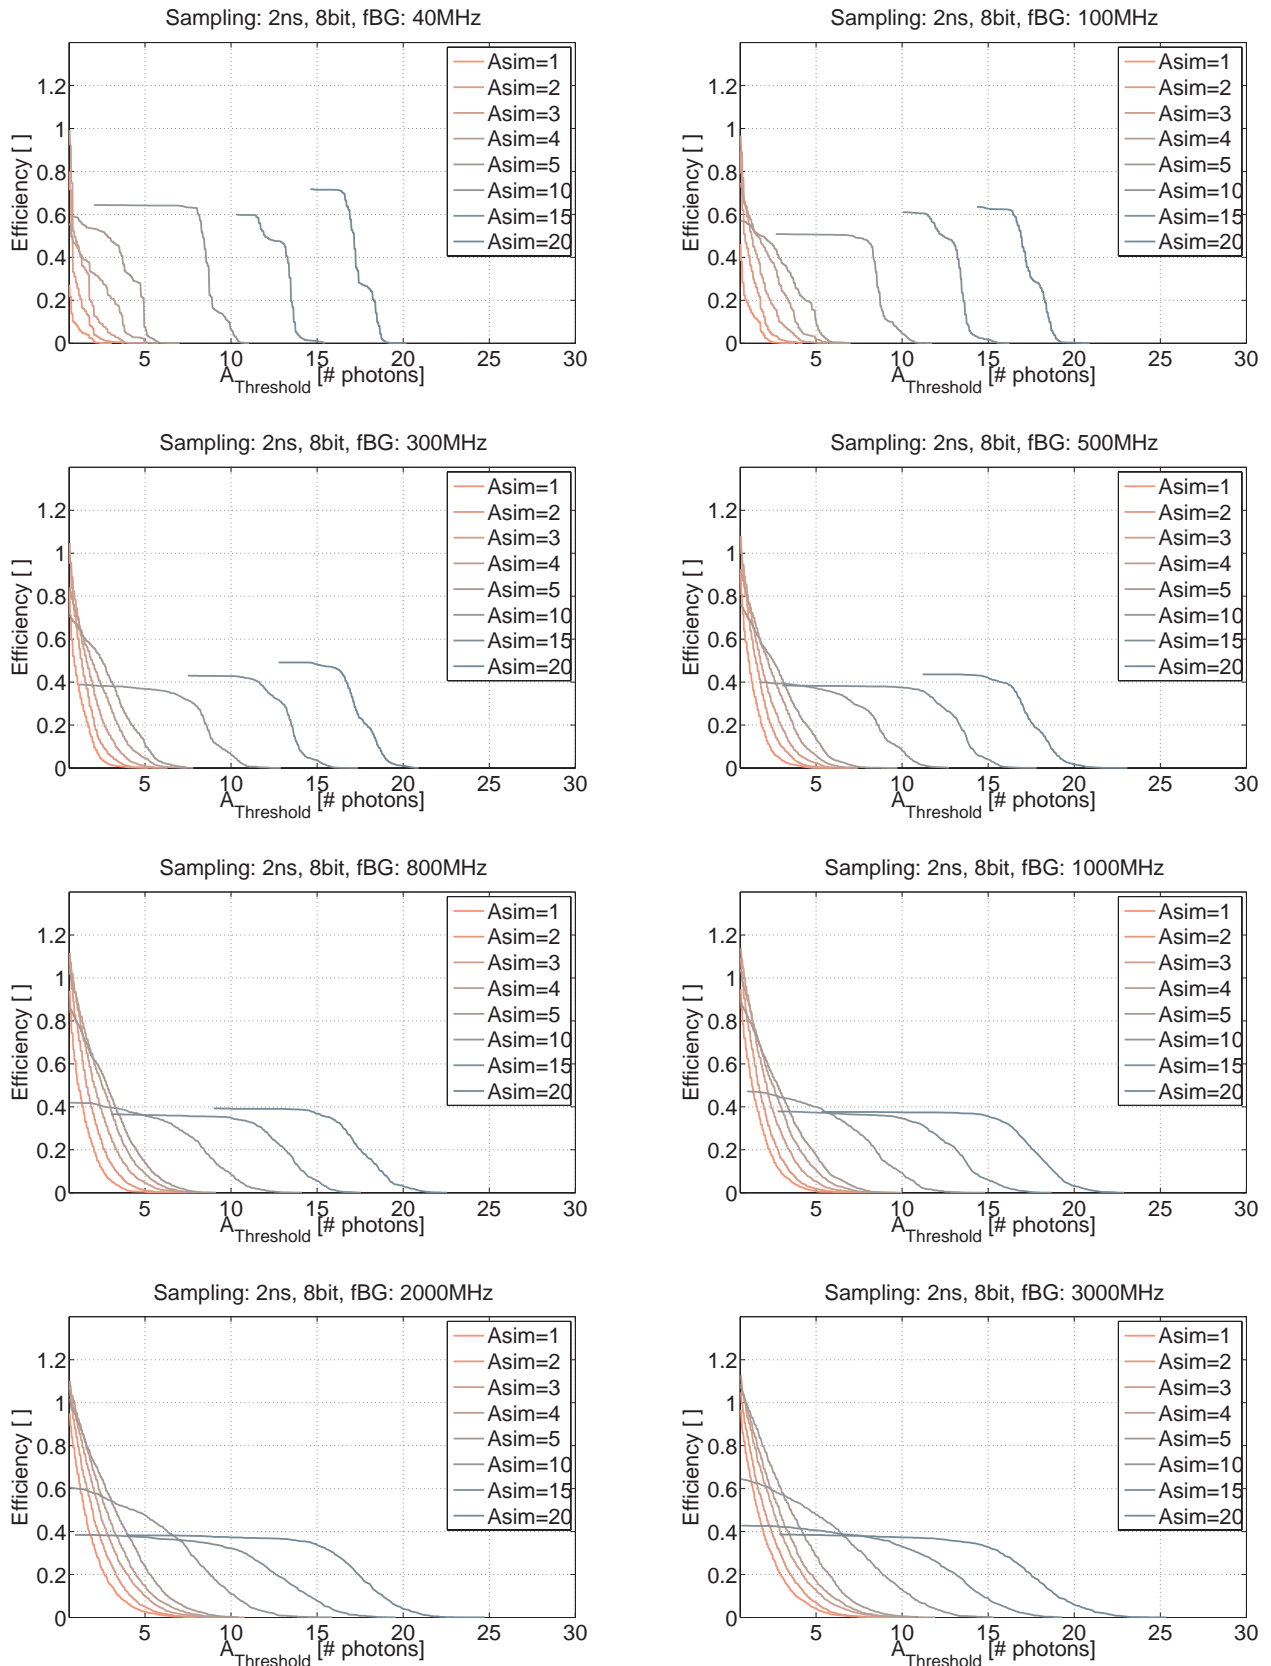 Sampling: 2ns, 8bit, fBG: 40MHz
Efficiency [ ]
1.2
1
0.8
0.6
0.4
0.2
0
5
10
15
20
25
30
A_Threshold [# photons]
Asim=1
Asim=2
Asim=3
Asim=4
Asim=5
Asim=10
Asim=15
Asim=20
Sampling: 2ns, 8bit, fBG: 100MHz
Efficiency [ ]
1.2
1
0.8
0.6
0.4
0.2
0
5
10
15
20
25
30
A_Threshold [# photons]
Asim=1
Asim=2
Asim=3
Asim=4
Asim=5
Asim=10
Asim=15
Asim=20
Sampling: 2ns, 8bit, fBG: 300MHz
Efficiency [ ]
1.2
1
0.8
0.6
0.4
0.2
0
5
10
15
20
25
30
A_Threshold [# photons]
Asim=1
Asim=2
Asim=3
Asim=4
Asim=5
Asim=10
Asim=15
Asim=20
Sampling: 2ns, 8bit, fBG: 500MHz
Efficiency [ ]
1.2
1
0.8
0.6
0.4
0.2
0
5
10
15
20
25
30
A_Threshold [# photons]
Asim=1
Asim=2
Asim=3
Asim=4
Asim=5
Asim=10
Asim=15
Asim=20
Sampling: 2ns, 8bit, fBG: 800MHz
Efficiency [ ]
1.2
1
0.8
0.6
0.4
0.2
0
5
10
15
20
25
30
A_Threshold [# photons]
Asim=1
Asim=2
Asim=3
Asim=4
Asim=5
Asim=10
Asim=15
Asim=20
Sampling: 2ns, 8bit, fBG: 1000MHz
Efficiency [ ]
1.2
1
0.8
0.6
0.4
0.2
0
5
10
15
20
25
30
A_Threshold [# photons]
Asim=1
Asim=2
Asim=3
Asim=4
Asim=5
Asim=10
Asim=15
Asim=20
Sampling: 2ns, 8bit, fBG: 2000MHz
Efficiency [ ]
1.2
1
0.8
0.6
0.4
0.2
0
5
10
15
20
25
30
A_Threshold [# photons]
Asim=1
Asim=2
Asim=3
Asim=4
Asim=5
Asim=10
Asim=15
Asim=20
Sampling: 2ns, 8bit, fBG: 3000MHz
Efficiency [ ]
1.2
1
0.8
0.6
0.4
0.2
0
5
10
15
20
25
30
A_Threshold [# photons]
Asim=1
Asim=2
Asim=3
Asim=4
Asim=5
Asim=10
Asim=15
Asim=20